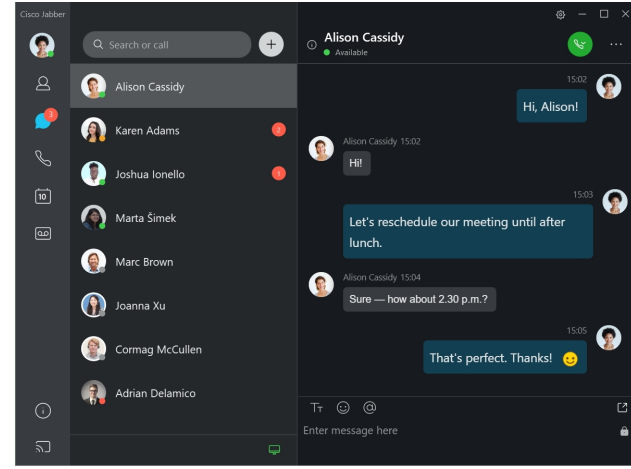 Cisco Jabber
Search or call
3
10
Alison Cassidy
Karen Adams
2
Joshua Ionello
1
Marta Šimek
Marc Brown
Joanna Xu
Cormag McCullen
Adrian Delamico
Alison Cassidy
Available
15:02
Hi, Alison!
Alison Cassidy 15:02
Hi!
15:03
Let's reschedule our meeting until after
lunch.
Alison Cassidy 15:04
Sure — how about 2.30 p.m.?
15:05
That's perfect. Thanks!
TT
@
Enter message here